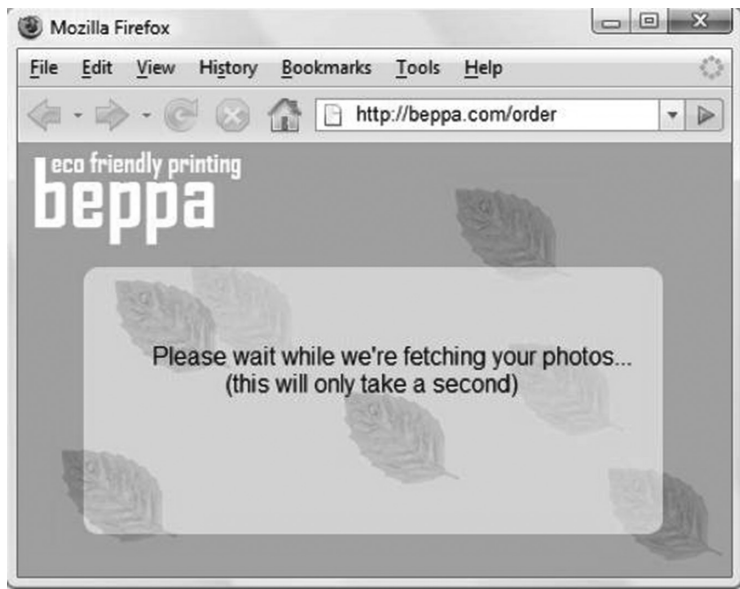 Mozilla Firefox
File Edit View History Bookmarks Tools Help
http://beppa.com/order
eco friendly printing
beppa
Please wait while we're fetching your photos...
(this will only take a second)